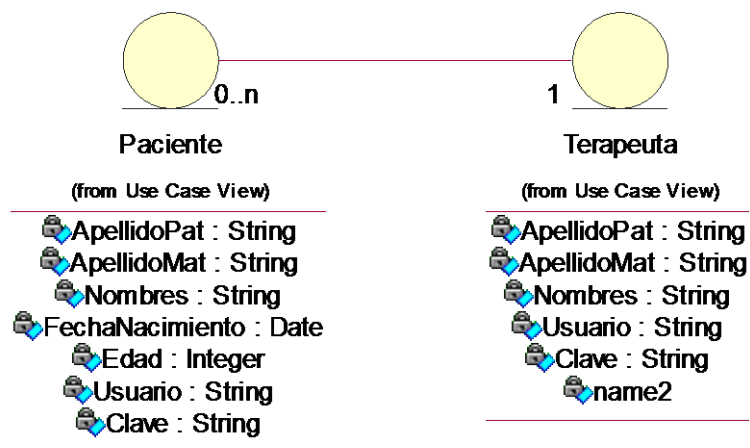 0..n
1
Paciente
Terapeuta
(from Use Case View)
(from Use Case View)
ApellidoPat : String
ApellidoMat : String
Nombres : String
FechaNacimiento : Date
Edad : Integer
Usuario : String
Clave : String
ApellidoPat : String
ApellidoMat : String
Nombres : String
Usuario : String
Clave : String
name2